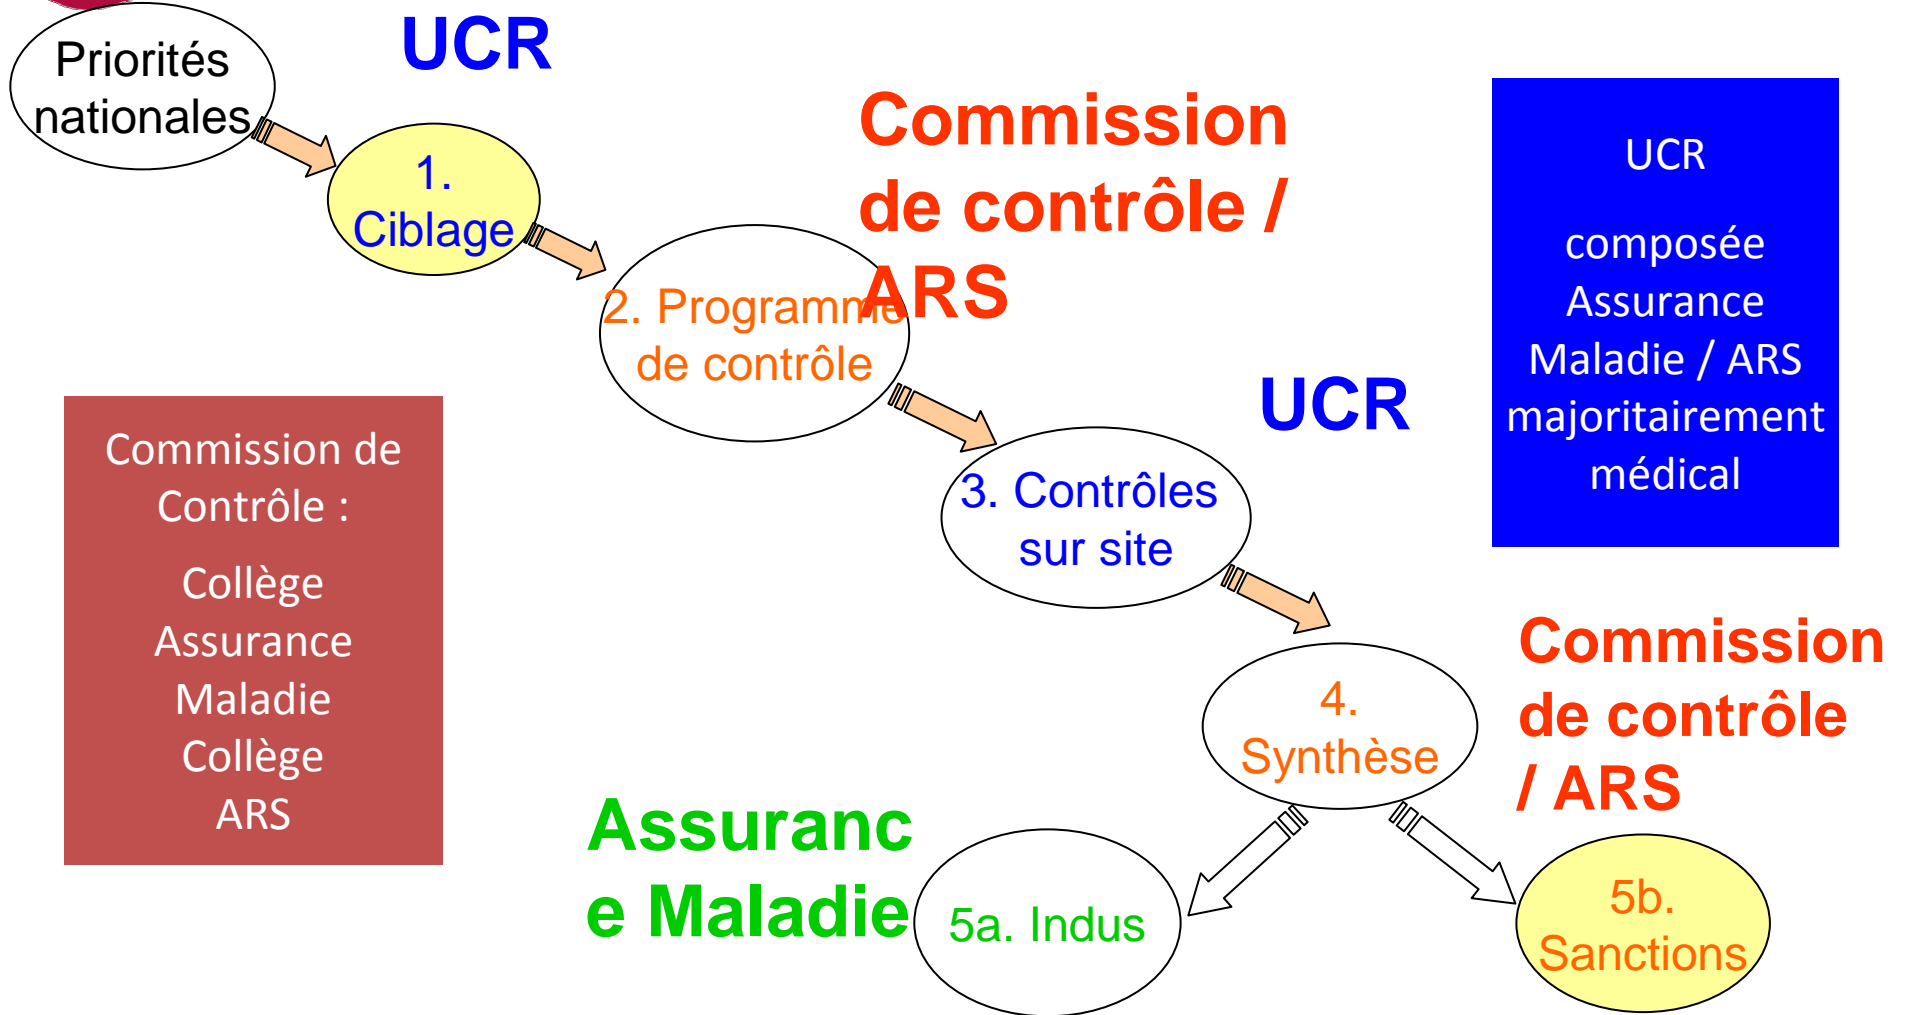 Priorités
nationales
UCR
1.
Ciblage
Commission
de contrôle /
ARS
2. Programme
de contrôle
UCR
composée
Assurance
Maladie / ARS
majoritairement
médical
Commission de
Contrôle :
Collège
Assurance
Maladie
Collège
ARS
UCR
3. Contrôles
sur site
4.
Synthèse
Commission
de contrôle
/ ARS
Assuranc
e Maladie
5a. Indus
5b.
Sanctions